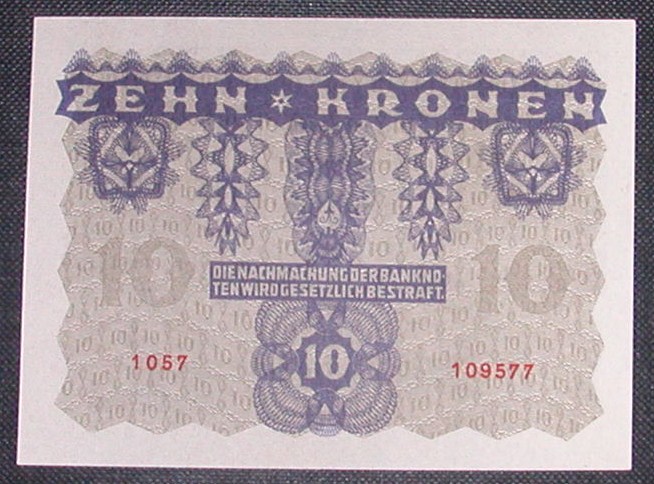 ZEHN * KRONEN
10 10
DIE NACHMACHUNG DER BANKNO-
TEN WIRD GESETZLICH BESTRAFT.
10
1057 109577